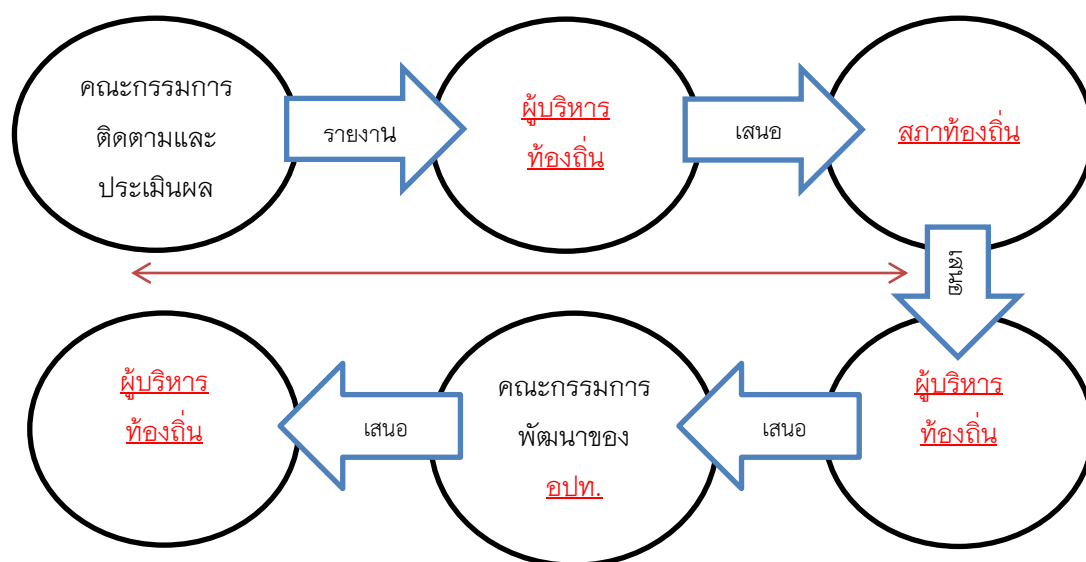 คณะกรรมการ
ติดตามและ
ประเมินผล
รายงาน
ผู้บริหาร
ท้องถิ่น
เสนอ
สภาท้องถิ่น
เสนอ
ผู้บริหาร
ท้องถิ่น
เสนอ
คณะกรรมการ
พัฒนาของ
อปท.
เสนอ
ผู้บริหาร
ท้องถิ่น